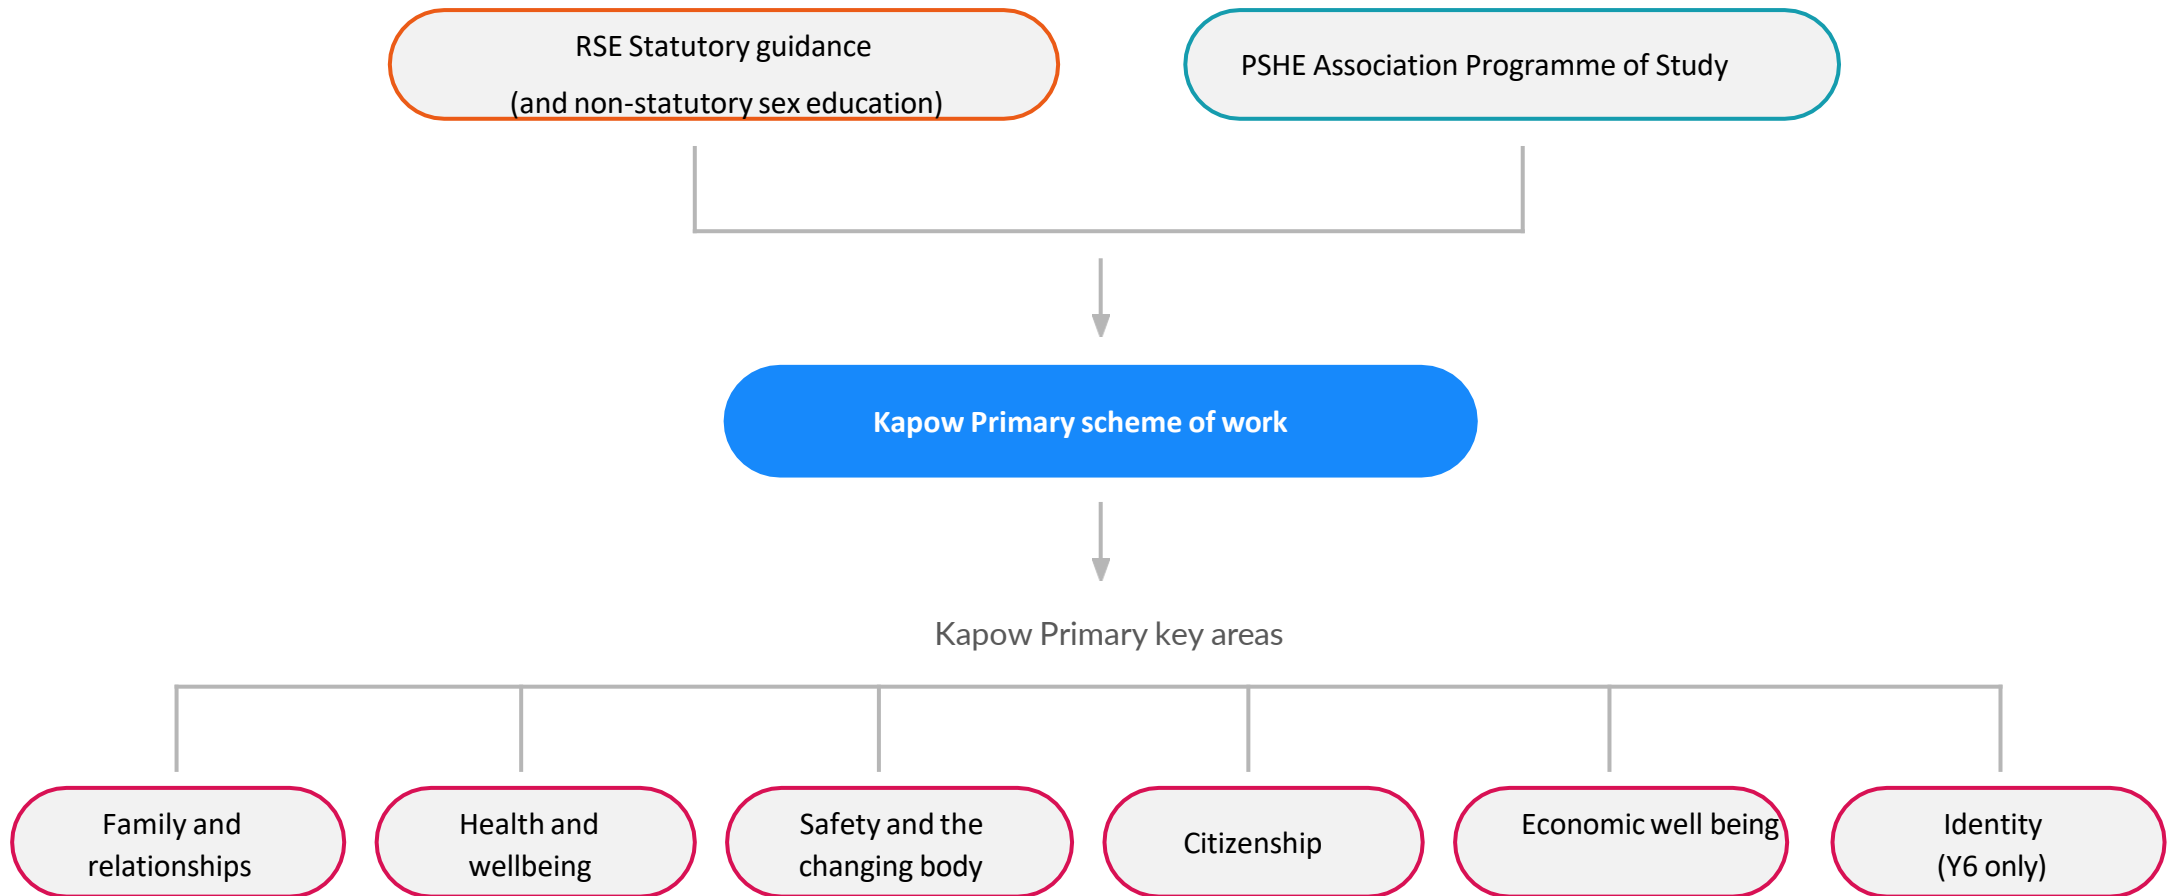 RSE Statutory guidance
(and non-statutory sex education)
PSHE Association Programme of Study
Kapow Primary scheme of work
Kapow Primary key areas
Family and
relationships
Health and
wellbeing
Safety and the
changing body
Citizenship
Economic well being
Identity
(Y6 only)